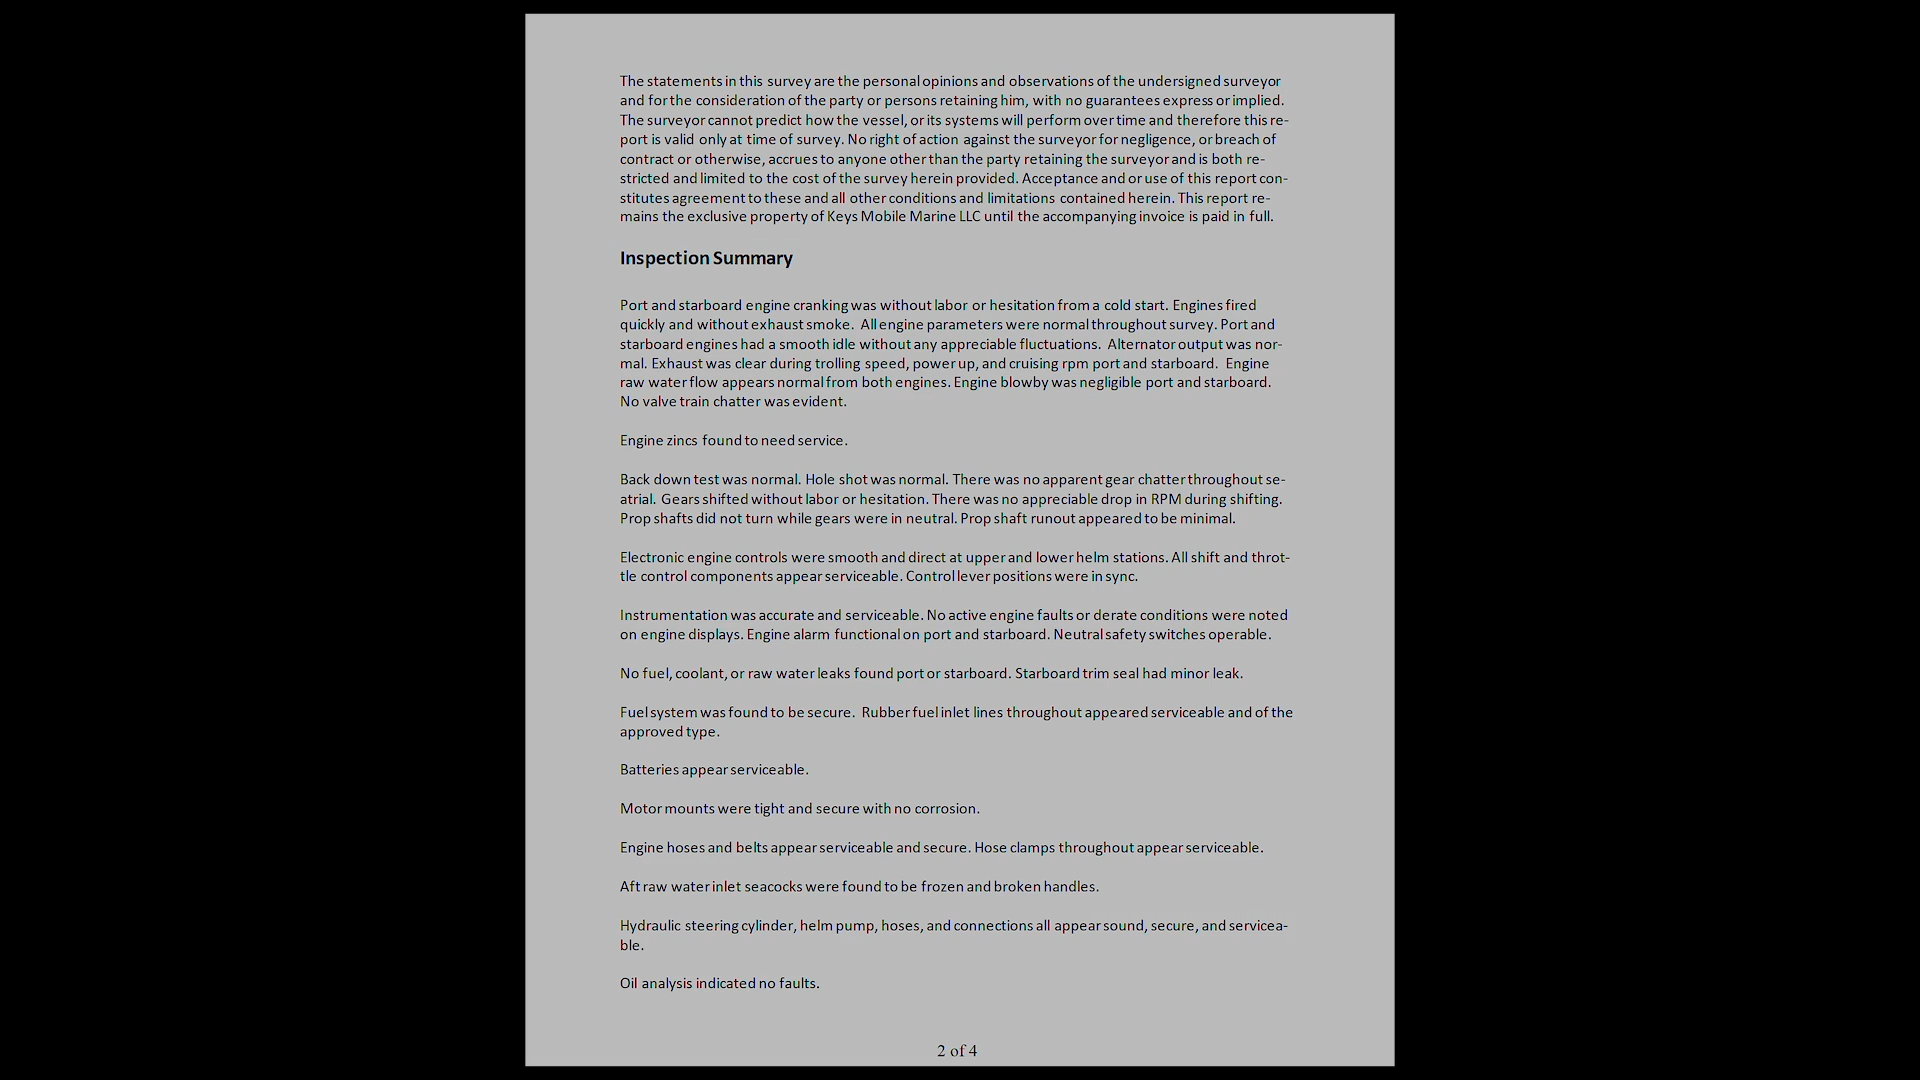 The statements in this survey are the personal opinions and observations of the undersigned surveyor
and for the consideration of the party or persons retaining him, with no guarantees express or implied.
The surveyor cannot predict how the vessel, or its systems will perform over time and therefore this re-
port is valid only at time of survey. No right of action against the surveyor for negligence, or breach of
contract or otherwise, accrues to anyone other than the party retaining the surveyor and is both re-
stricted and limited to the cost of the survey herein provided. Acceptance and or use of this report con-
stitutes agreement to these and all other conditions and limitations contained herein. This report re-
mains the exclusive property of Keys Mobile Marine LLC until the accompanying invoice is paid in full.
Inspection Summary
Port and starboard engine cranking was without labor or hesitation from a cold start. Engines fired
quickly and without exhaust smoke. All engine parameters were normal throughout survey. Port and
starboard engines had a smooth idle without any appreciable fluctuations. Alternator output was nor-
mal. Exhaust was clear during trolling speed, power up, and cruising rpm port and starboard. Engine
raw water flow appears normal from both engines. Engine blowby was negligible port and starboard.
No valve train chatter was evident.
Engine zincs found to need service.
Back down test was normal. Hole shot was normal. There was no apparent gear chatter throughout se-
atrial. Gears shifted without labor or hesitation. There was no appreciable drop in RPM during shifting.
Prop shafts did not turn while gears were in neutral. Prop shaft runout appeared to be minimal.
Electronic engine controls were smooth and direct at upper and lower helm stations. All shift and throt-
tle control components appear serviceable. Control lever positions were in sync.
Instrumentation was accurate and serviceable. No active engine faults or derate conditions were noted
on engine displays. Engine alarm functional on port and starboard. Neutral safety switches operable.
No fuel, coolant, or raw water leaks found port or starboard. Starboard trim seal had minor leak.
Fuel system was found to be secure. Rubber fuel inlet lines throughout appeared serviceable and of the
approved type.
Batteries appear serviceable.
Motor mounts were tight and secure with no corrosion.
Engine hoses and belts appear serviceable and secure. Hose clamps throughout appear serviceable.
Aft raw water inlet seacocks were found to be frozen and broken handles.
Hydraulic steering cylinder, helm pump, hoses, and connections all appear sound, secure, and servicea-
ble.
Oil analysis indicated no faults.
2 of 4